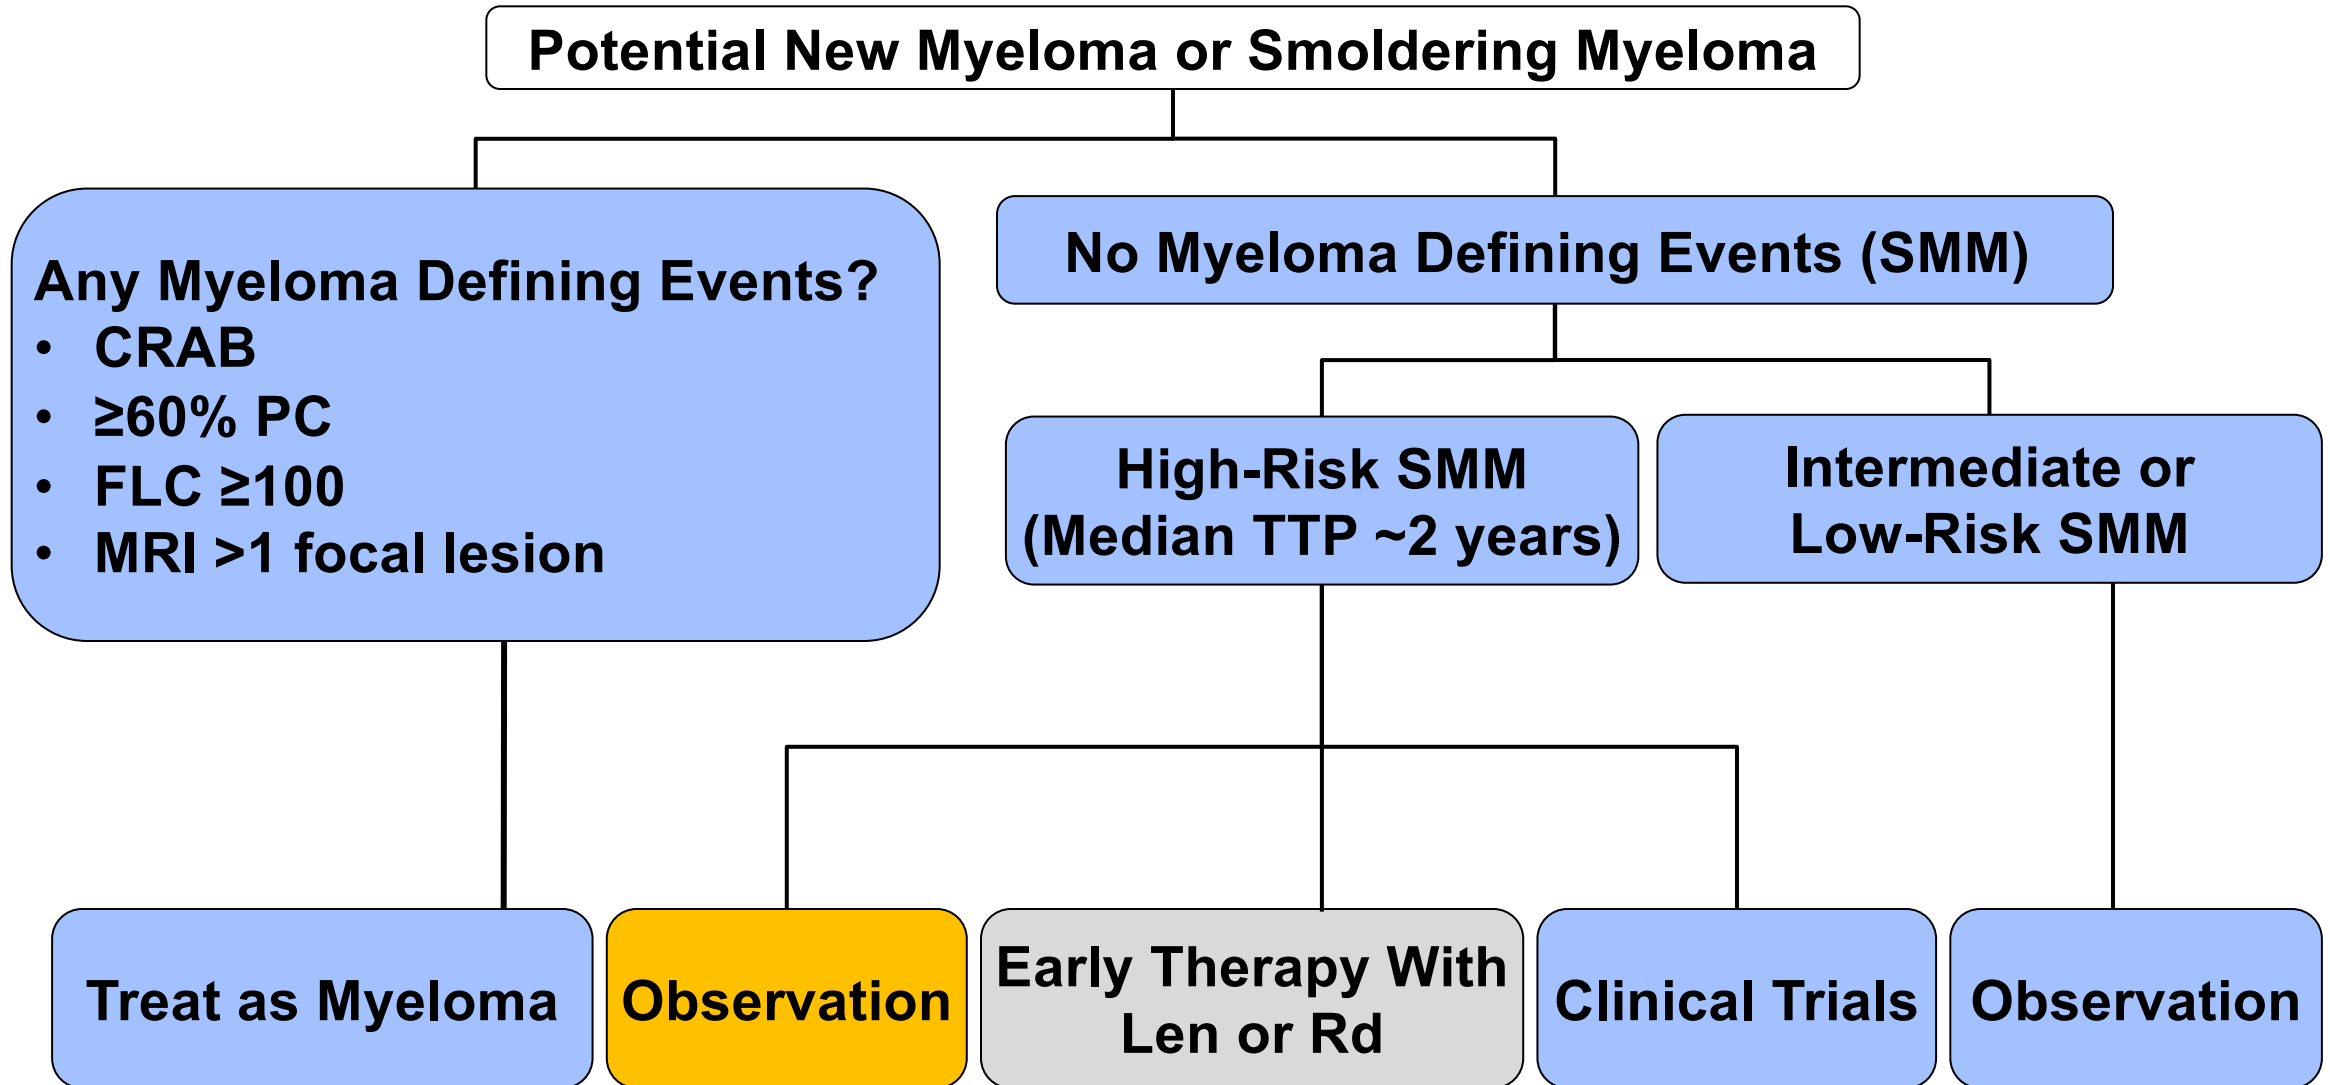 Potential New Myeloma or Smoldering Myeloma
Any Myeloma Defining Events?
• CRAB
• ≥60% PC
• FLC ≥100
• MRI >1 focal lesion
No Myeloma Defining Events (SMM)
High-Risk SMM
(Median TTP ~2 years)
Intermediate or
Low-Risk SMM
Treat as Myeloma
Observation
Early Therapy With
Len or Rd
Clinical Trials
Observation